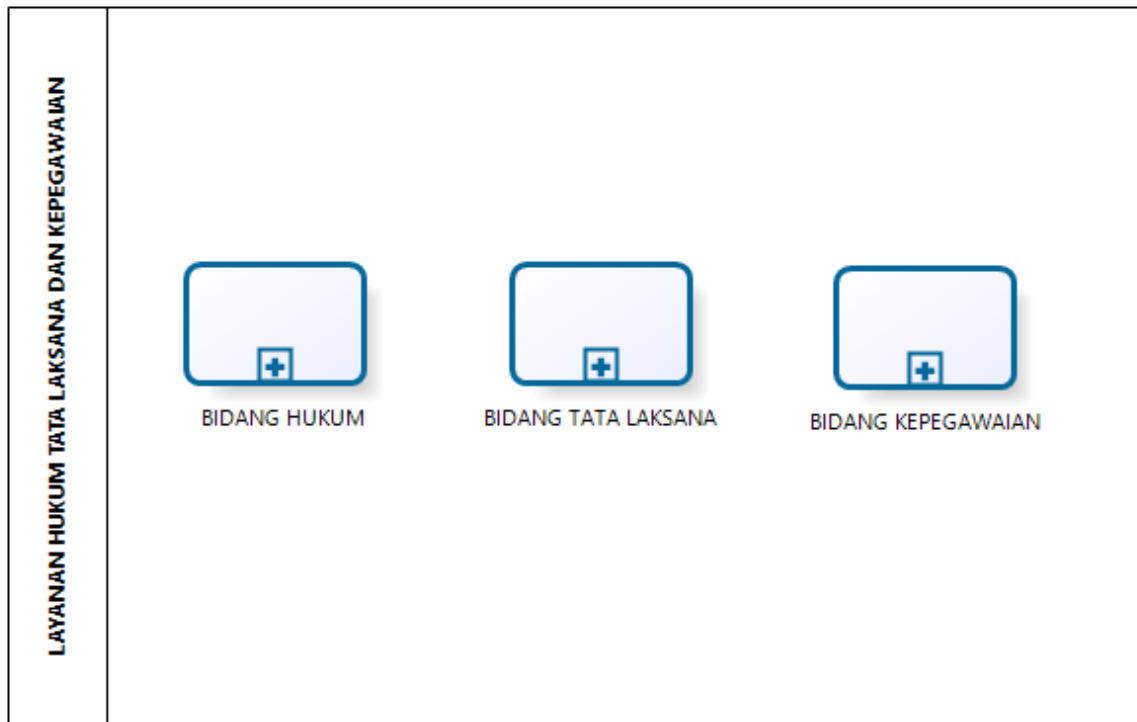 LAYANAN HUKUM TATA LAKSANA DAN KEPEGAWAIAN
BIDANG HUKUM
BIDANG TATA LAKSANA
BIDANG KEPEGAWAIAN